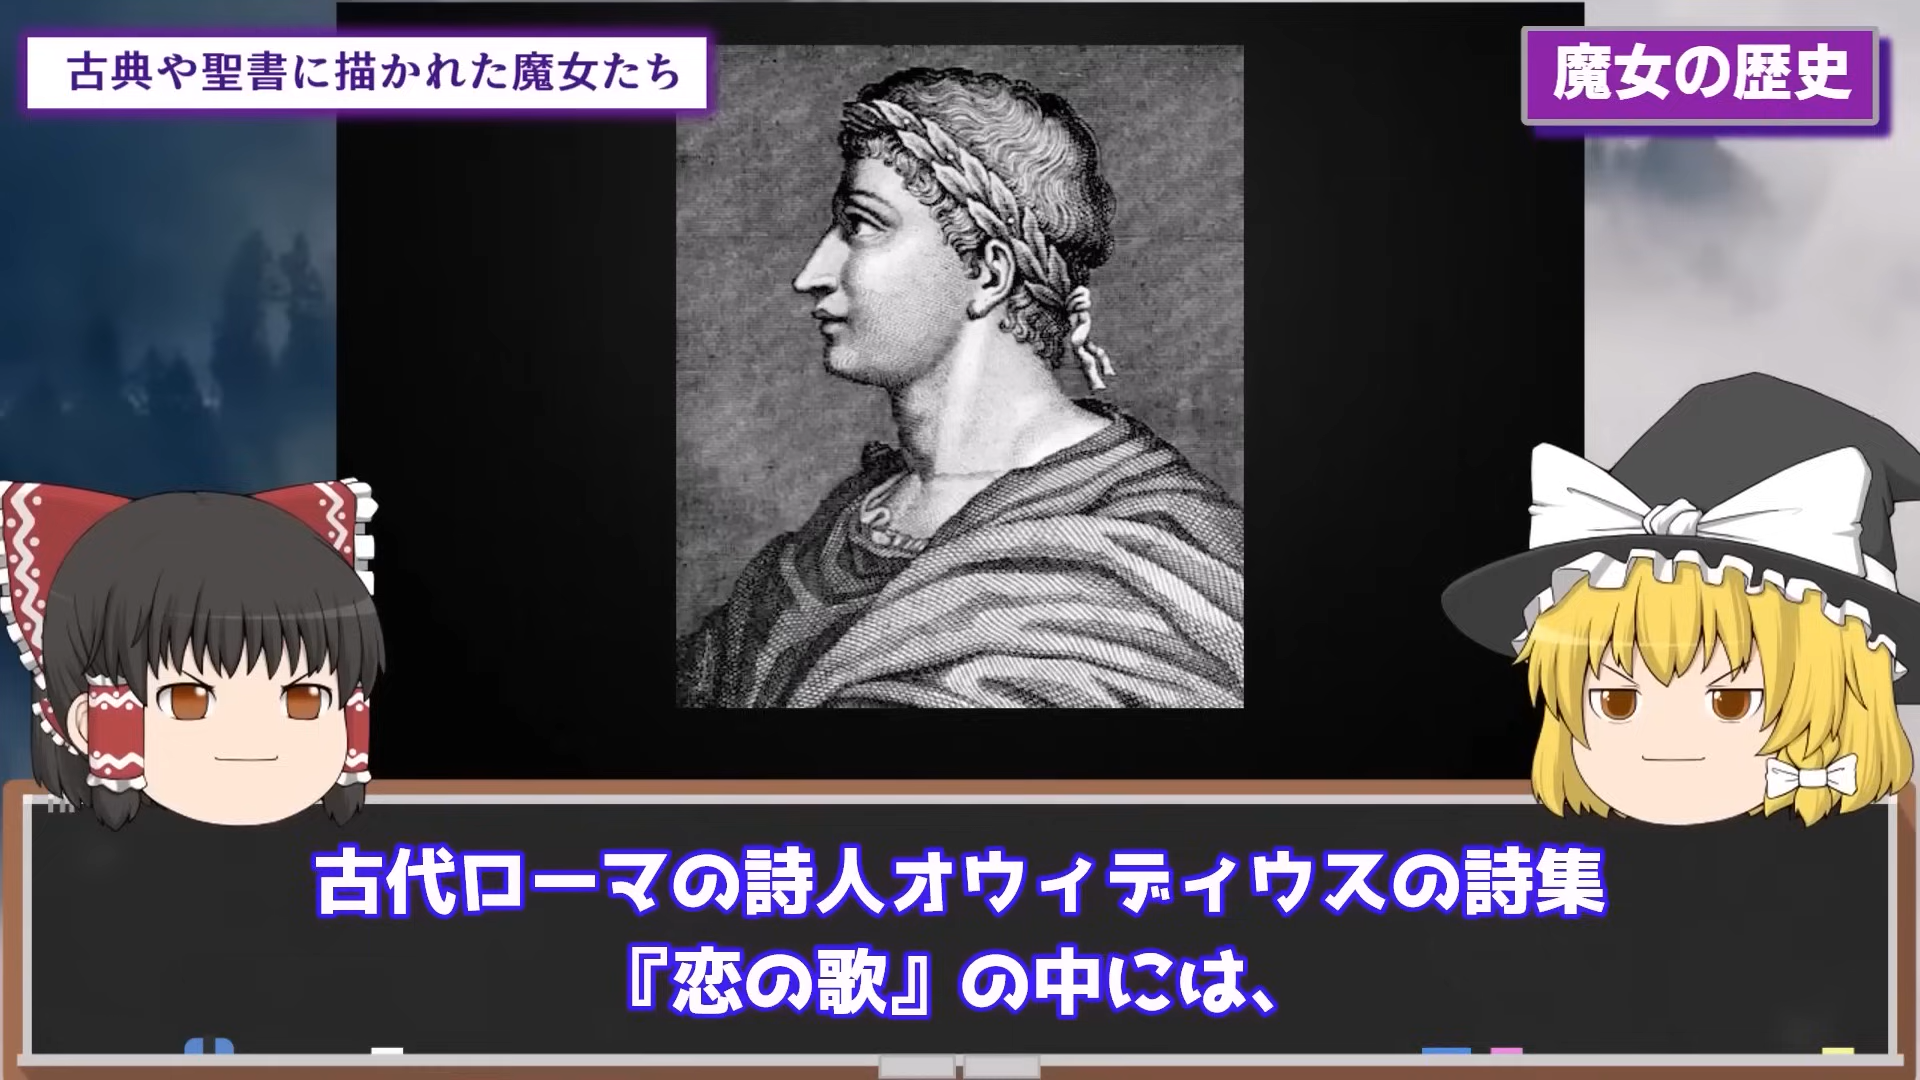 古典や聖書に描かれた魔女たち
魔女の歴史
古代ローマの詩人オウィディウスの詩集
『恋の歌』の中には、